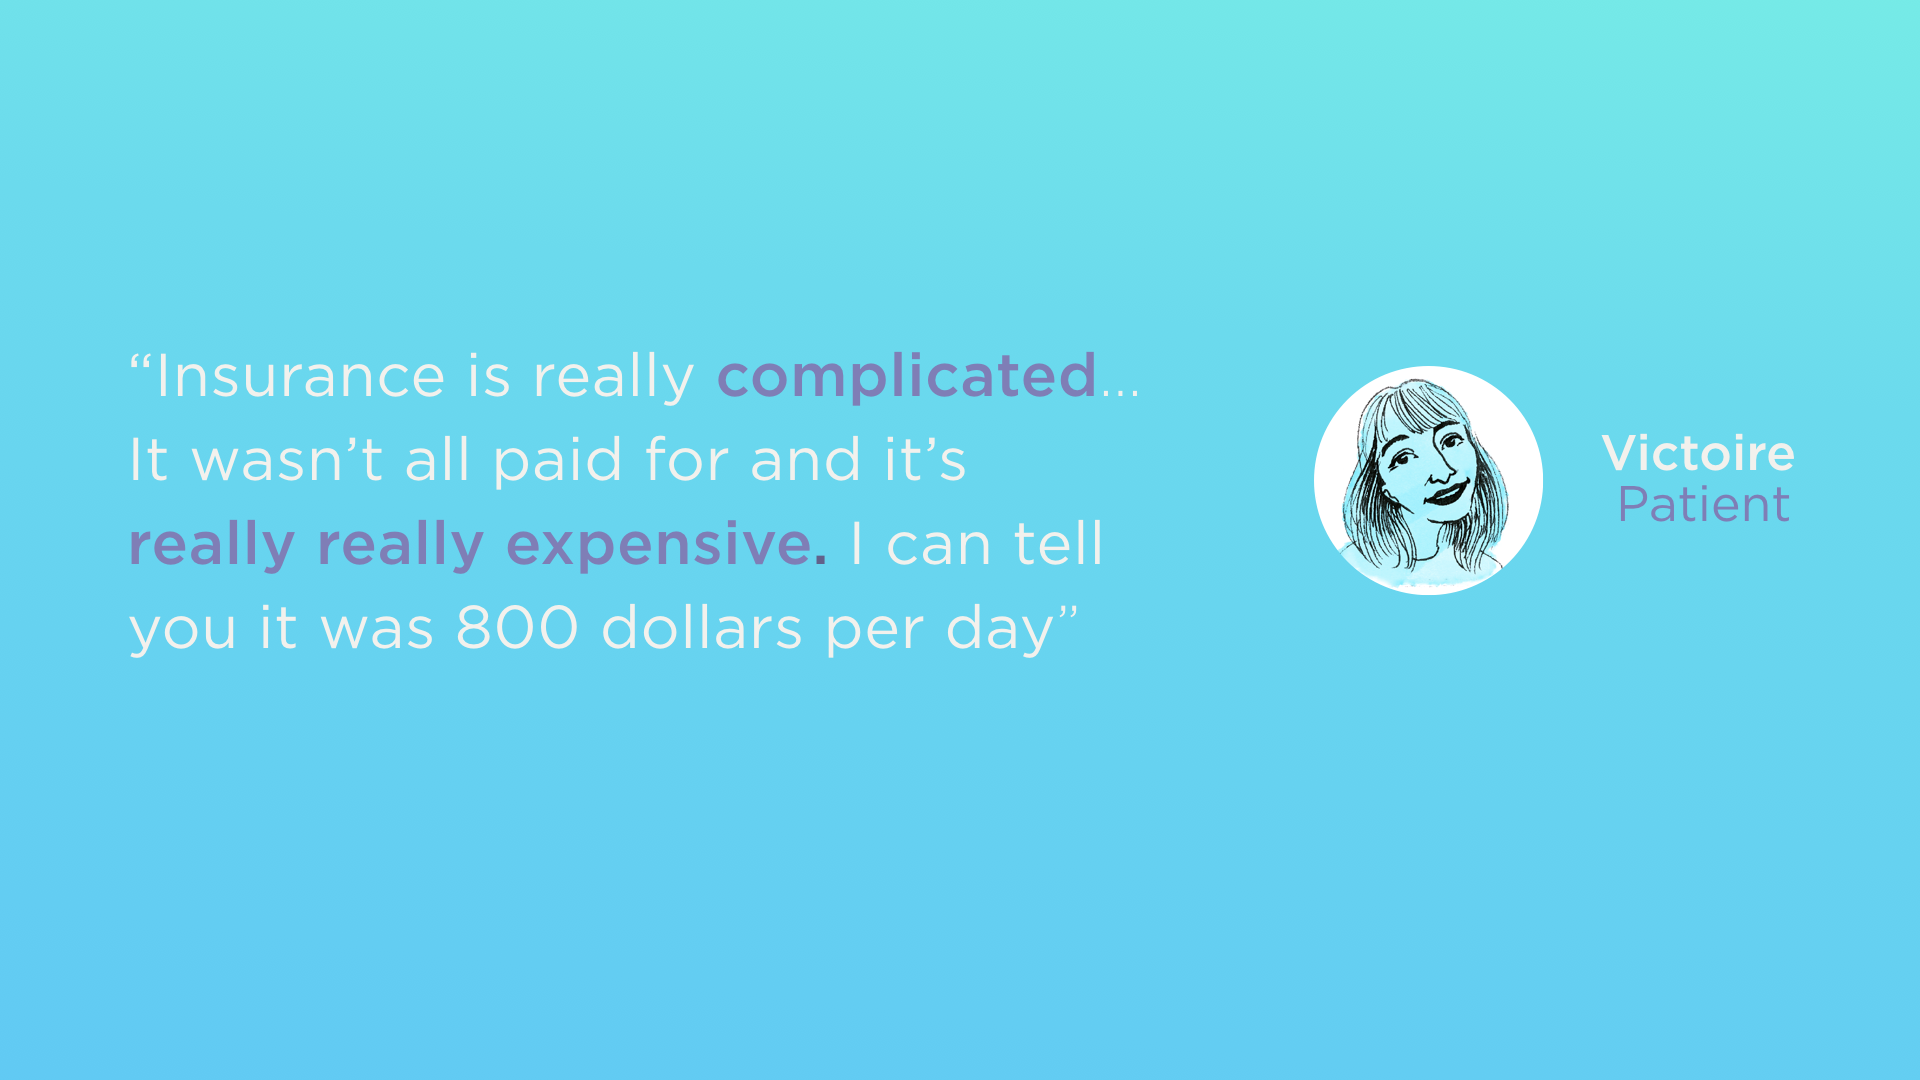 “Insurance is really complicated...
It wasn’t all paid for and it’s
really really expensive. I can tell
you it was 800 dollars per day”
Victoire
Patient